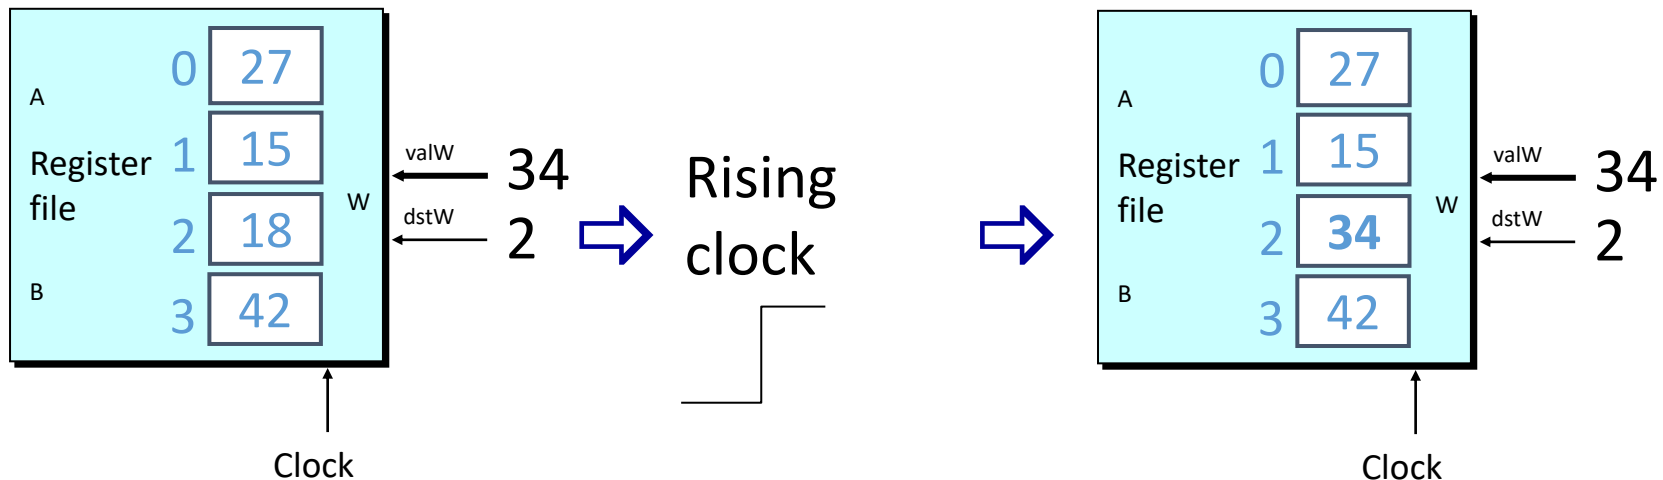 0 27
A
1 15
Register
file
2 18
W
B
3 42
valW 34
dstW 2
Clock
Rising
clock
0 27
A
1 15
Register
file
2 34
W
B
3 42
valW 34
dstW 2
Clock